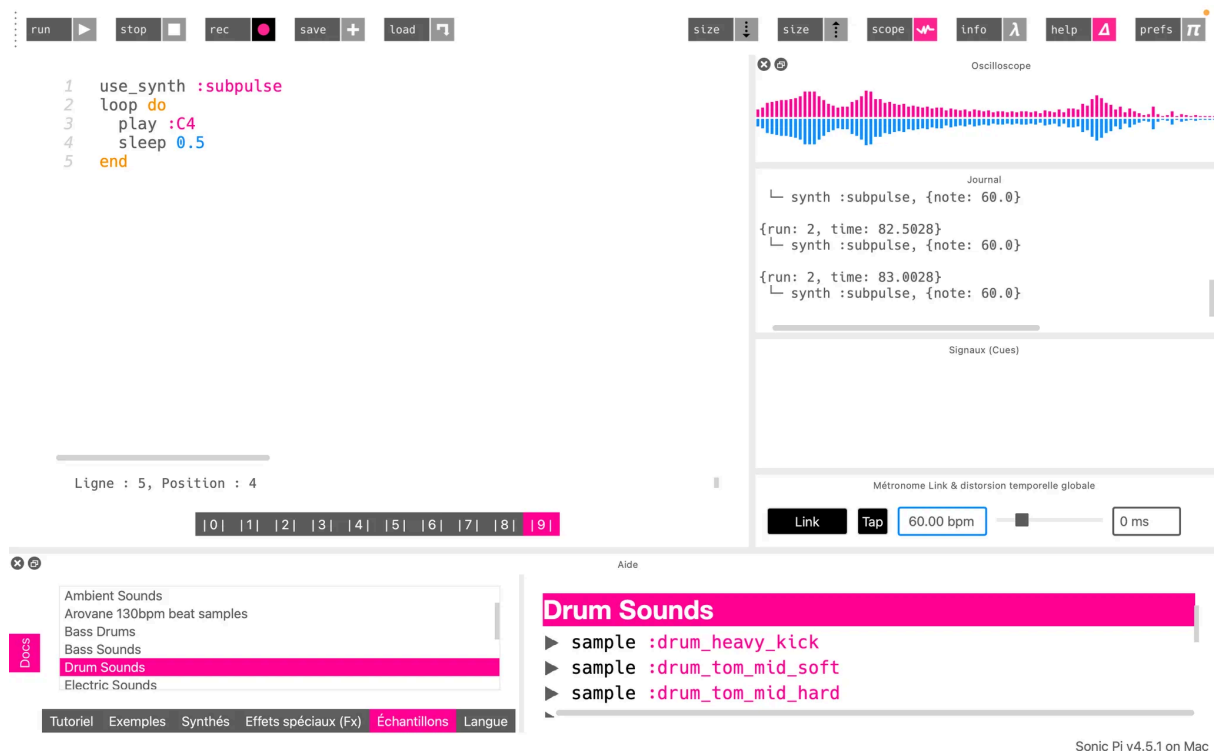 run stop rec save load size size scope info help prefs
Oscilloscope
1 use_synth :subpulse
2 loop do
3 play :C4
4 sleep 0.5
5 end
Journal
└─ synth :subpulse, {note: 60.0}
{run: 2, time: 82.5028}
└─ synth :subpulse, {note: 60.0}
{run: 2, time: 83.0028}
└─ synth :subpulse, {note: 60.0}
Signaux (Cues)
Ligne : 5, Position : 4
|0| |1| |2| |3| |4| |5| |6| |7| |8| |9|
Métronome Link & distorsion temporelle globale
Link Tap 60.00 bpm 0 ms
Aide
Docs
Ambient Sounds
Arovane 130bpm beat samples
Bass Drums
Bass Sounds
Drum Sounds
Electric Sounds
Tutoriel Exemples Synthés Effets spéciaux (Fx) Échantillons Langue
Drum Sounds
sample :drum_heavy_kick
sample :drum_tom_mid_soft
sample :drum_tom_mid_hard
Sonic Pi v4.5.1 on Mac